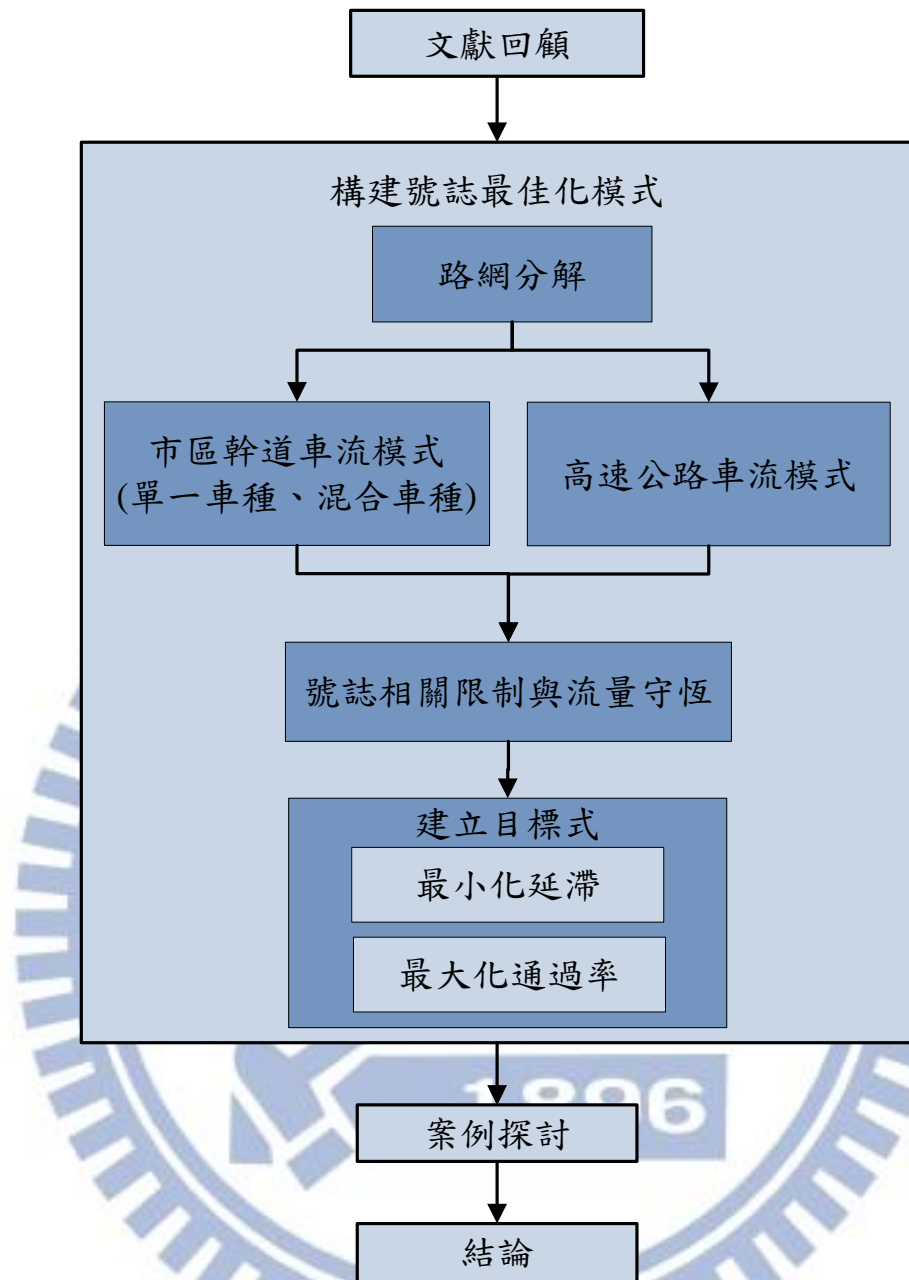 文獻回顧
構建號誌最佳化模式
路網分解
市區幹道車流模式
(單一車種、混合車種)
高速公路車流模式
號誌相關限制與流量守恆
建立目標式
最小化延滯
最大化通過率
1896
案例探討
結論